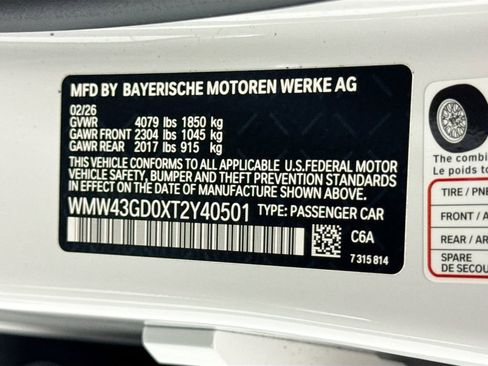 MFD BY BAYERISCHE MOTOREN WERKE AG
02/26
GVWR 4079 lbs 1850 kg
GAWR FRONT 2304 lbs 1045 kg
GAWR REAR 2017 lbs 915 kg
THIS VEHICLE CONFORMS TO ALL APPLICABLE U.S.FEDERAL MOTOR
VEHICLE SAFETY, BUMPER AND THEFT PREVENTION
STANDARDS IN EFFECT ON THE DATE OF MANUFACTURE SHOWN ABOVE.
WMW43GD0XT2Y40501 TYPE: PASSENGER CAR
C6A
7 315 814
The combin
Le poids to
TIRE / PNE
FRONT / A
REAR / AR
SPARE
DE SECOU